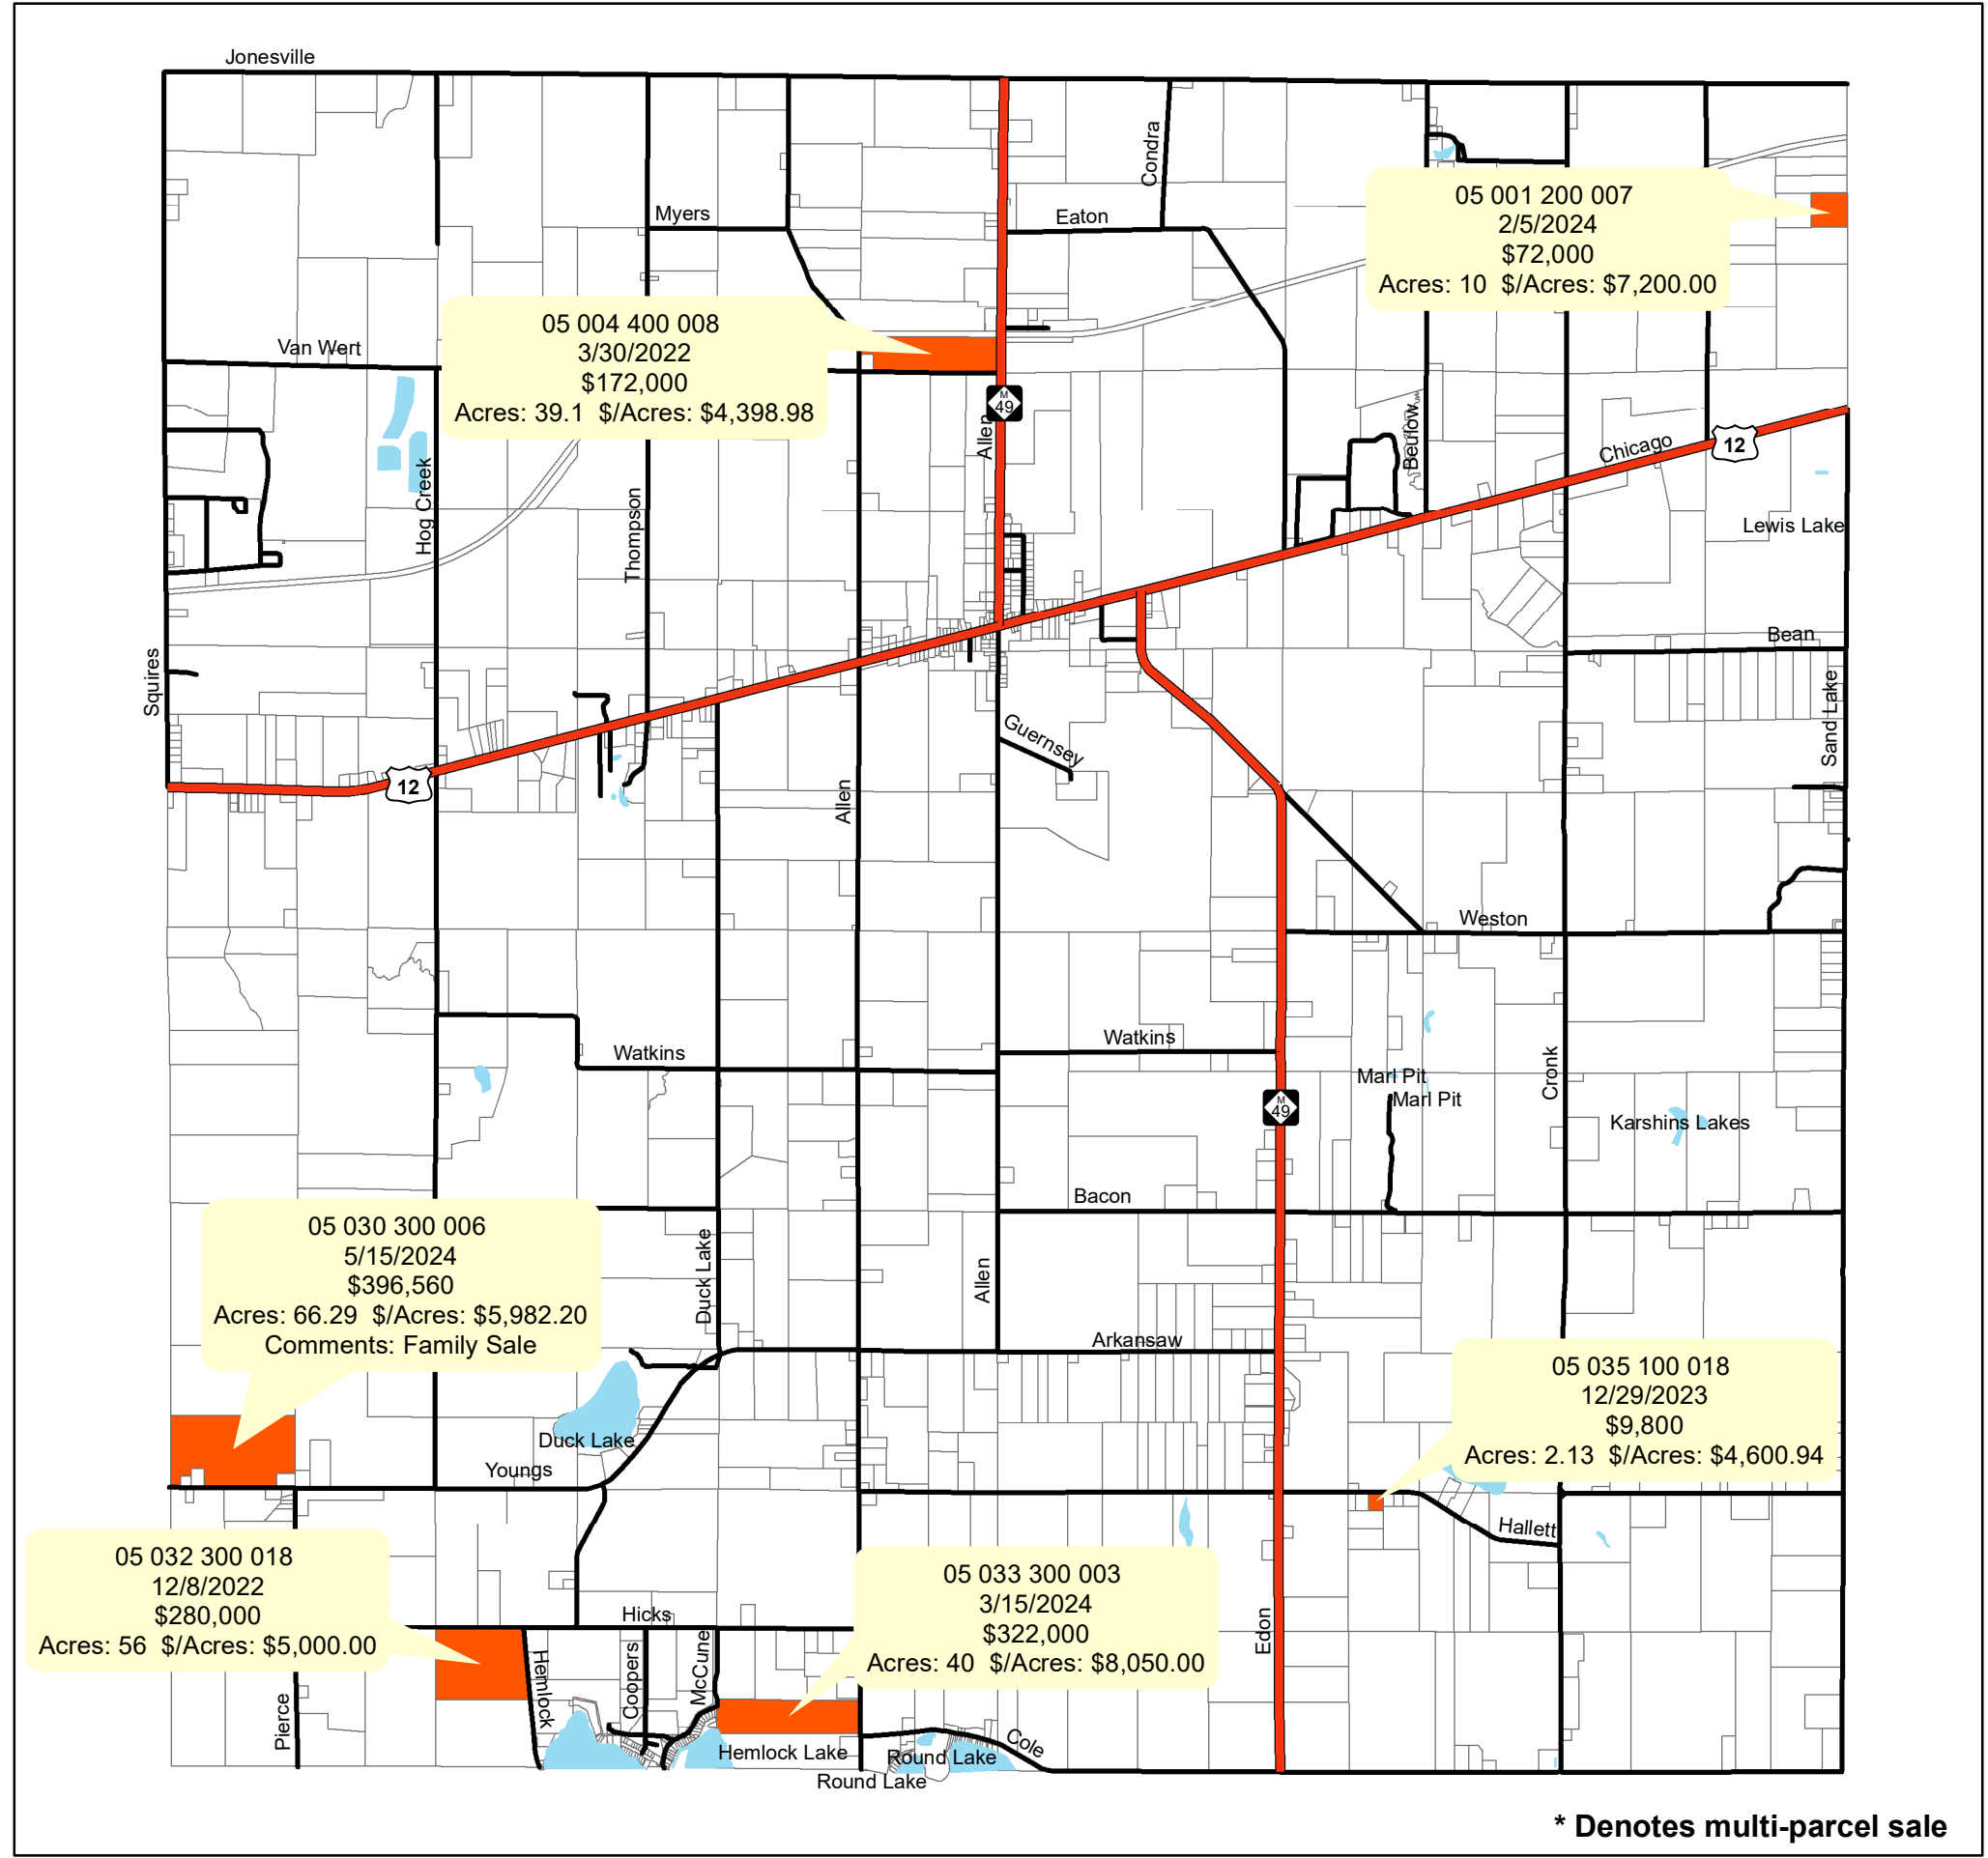 Jonesville
Condra
Myers
Eaton
05 001 200 007
2/5/2024
$72,000
Acres: 10  $/Acres: $7,200.00
05 004 400 008
3/30/2022
$172,000
Acres: 39.1  $/Acres: $4,398.98
Van Wert
M
49
Allen
Beulow
Chicago
12
Hog Creek
Thompson
Lewis Lake
Bean
Squires
Sand Lake
Guernsey
12
Allen
Weston
Watkins
Watkins
Cronk
Marl Pit
Marl Pit
M
49
Karshins Lakes
Bacon
05 030 300 006
5/15/2024
$396,560
Acres: 66.29  $/Acres: $5,982.20
Comments: Family Sale
Duck Lake
Allen
Arkansaw
05 035 100 018
12/29/2023
$9,800
Acres: 2.13  $/Acres: $4,600.94
Duck Lake
Youngs
Hallett
05 032 300 018
12/8/2022
$280,000
Acres: 56  $/Acres: $5,000.00
05 033 300 003
3/15/2024
$322,000
Acres: 40  $/Acres: $8,050.00
Hicks
Edon
Pierce
Hemlock
Coopers
McCune
Hemlock Lake
Round Lake
Cole
Round Lake
* Denotes multi-parcel sale